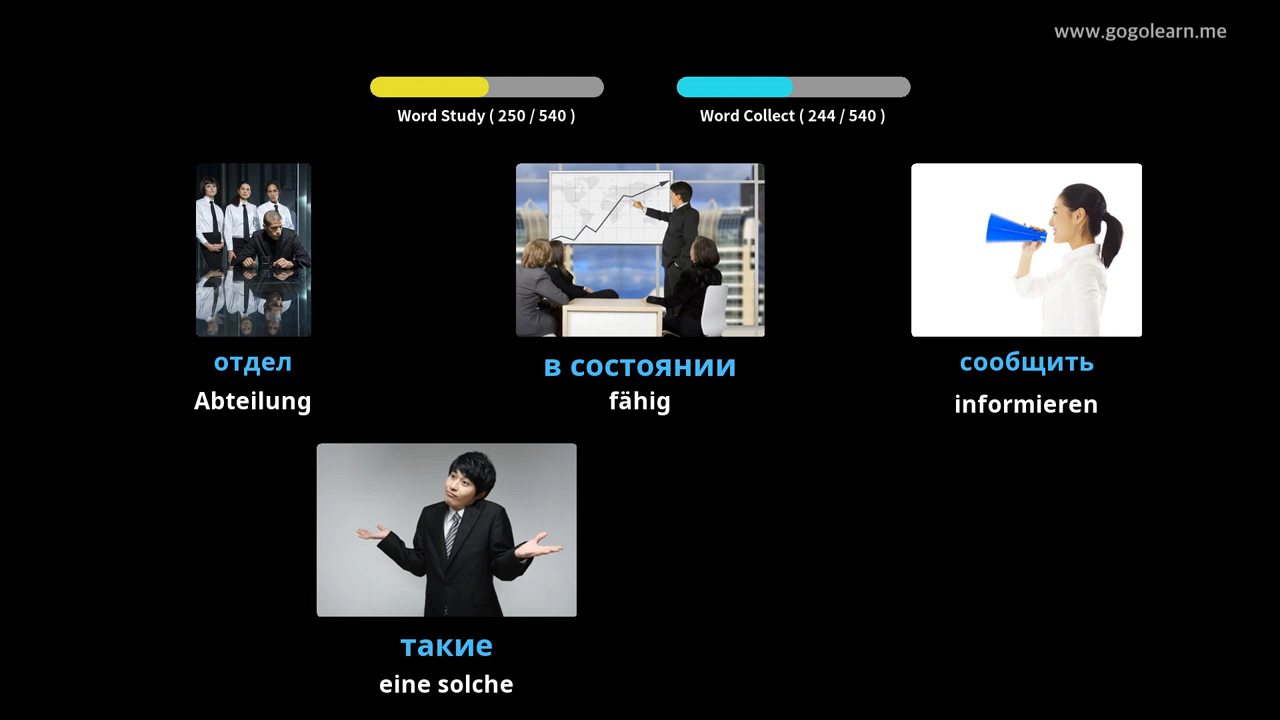 www.gogolearn.me
Word Study ( 250 / 540 )
Word Collect ( 244 / 540 )
отдел
Abteilung
в состоянии
fähig
сообщить
informieren
такие
eine solche